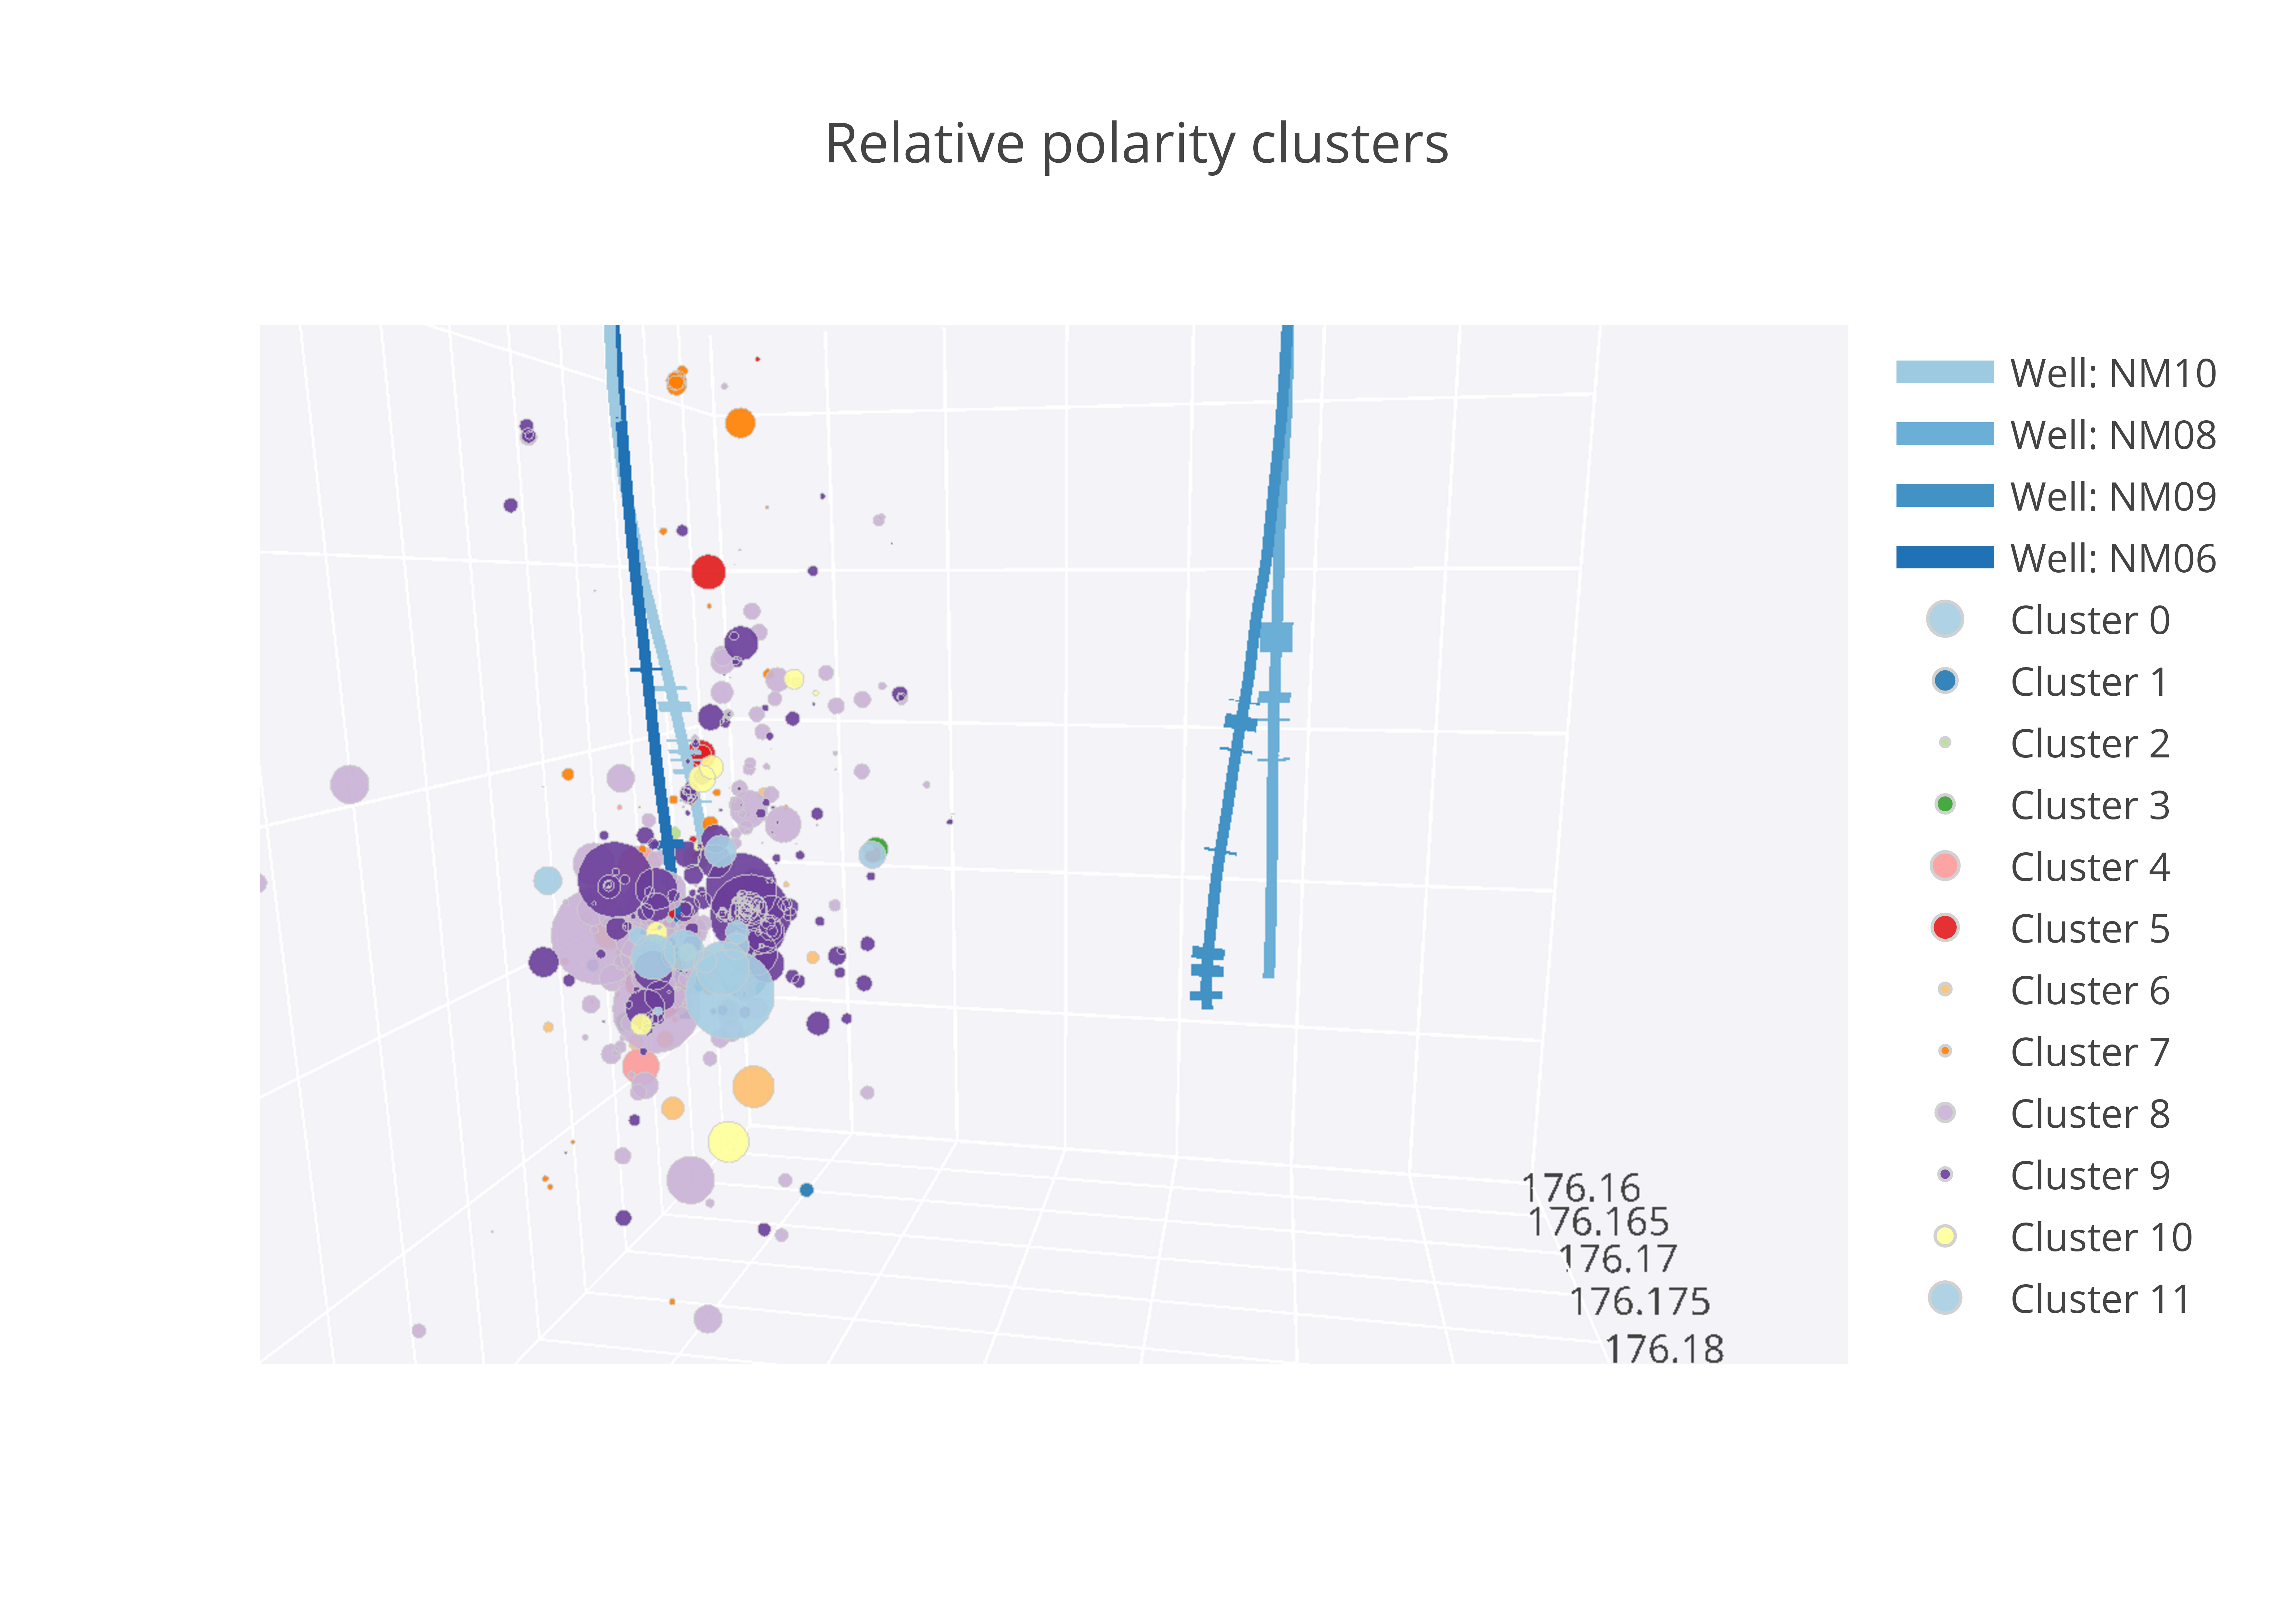 Relative polarity clusters
Well: NM10
Well: NM08
Well: NM09
Well: NM06
Cluster 0
Cluster 1
Cluster 2
Cluster 3
Cluster 4
Cluster 5
Cluster 6
Cluster 7
Cluster 8
Cluster 9
Cluster 10
Cluster 11
176.16
176.165
176.17
176.175
176.18